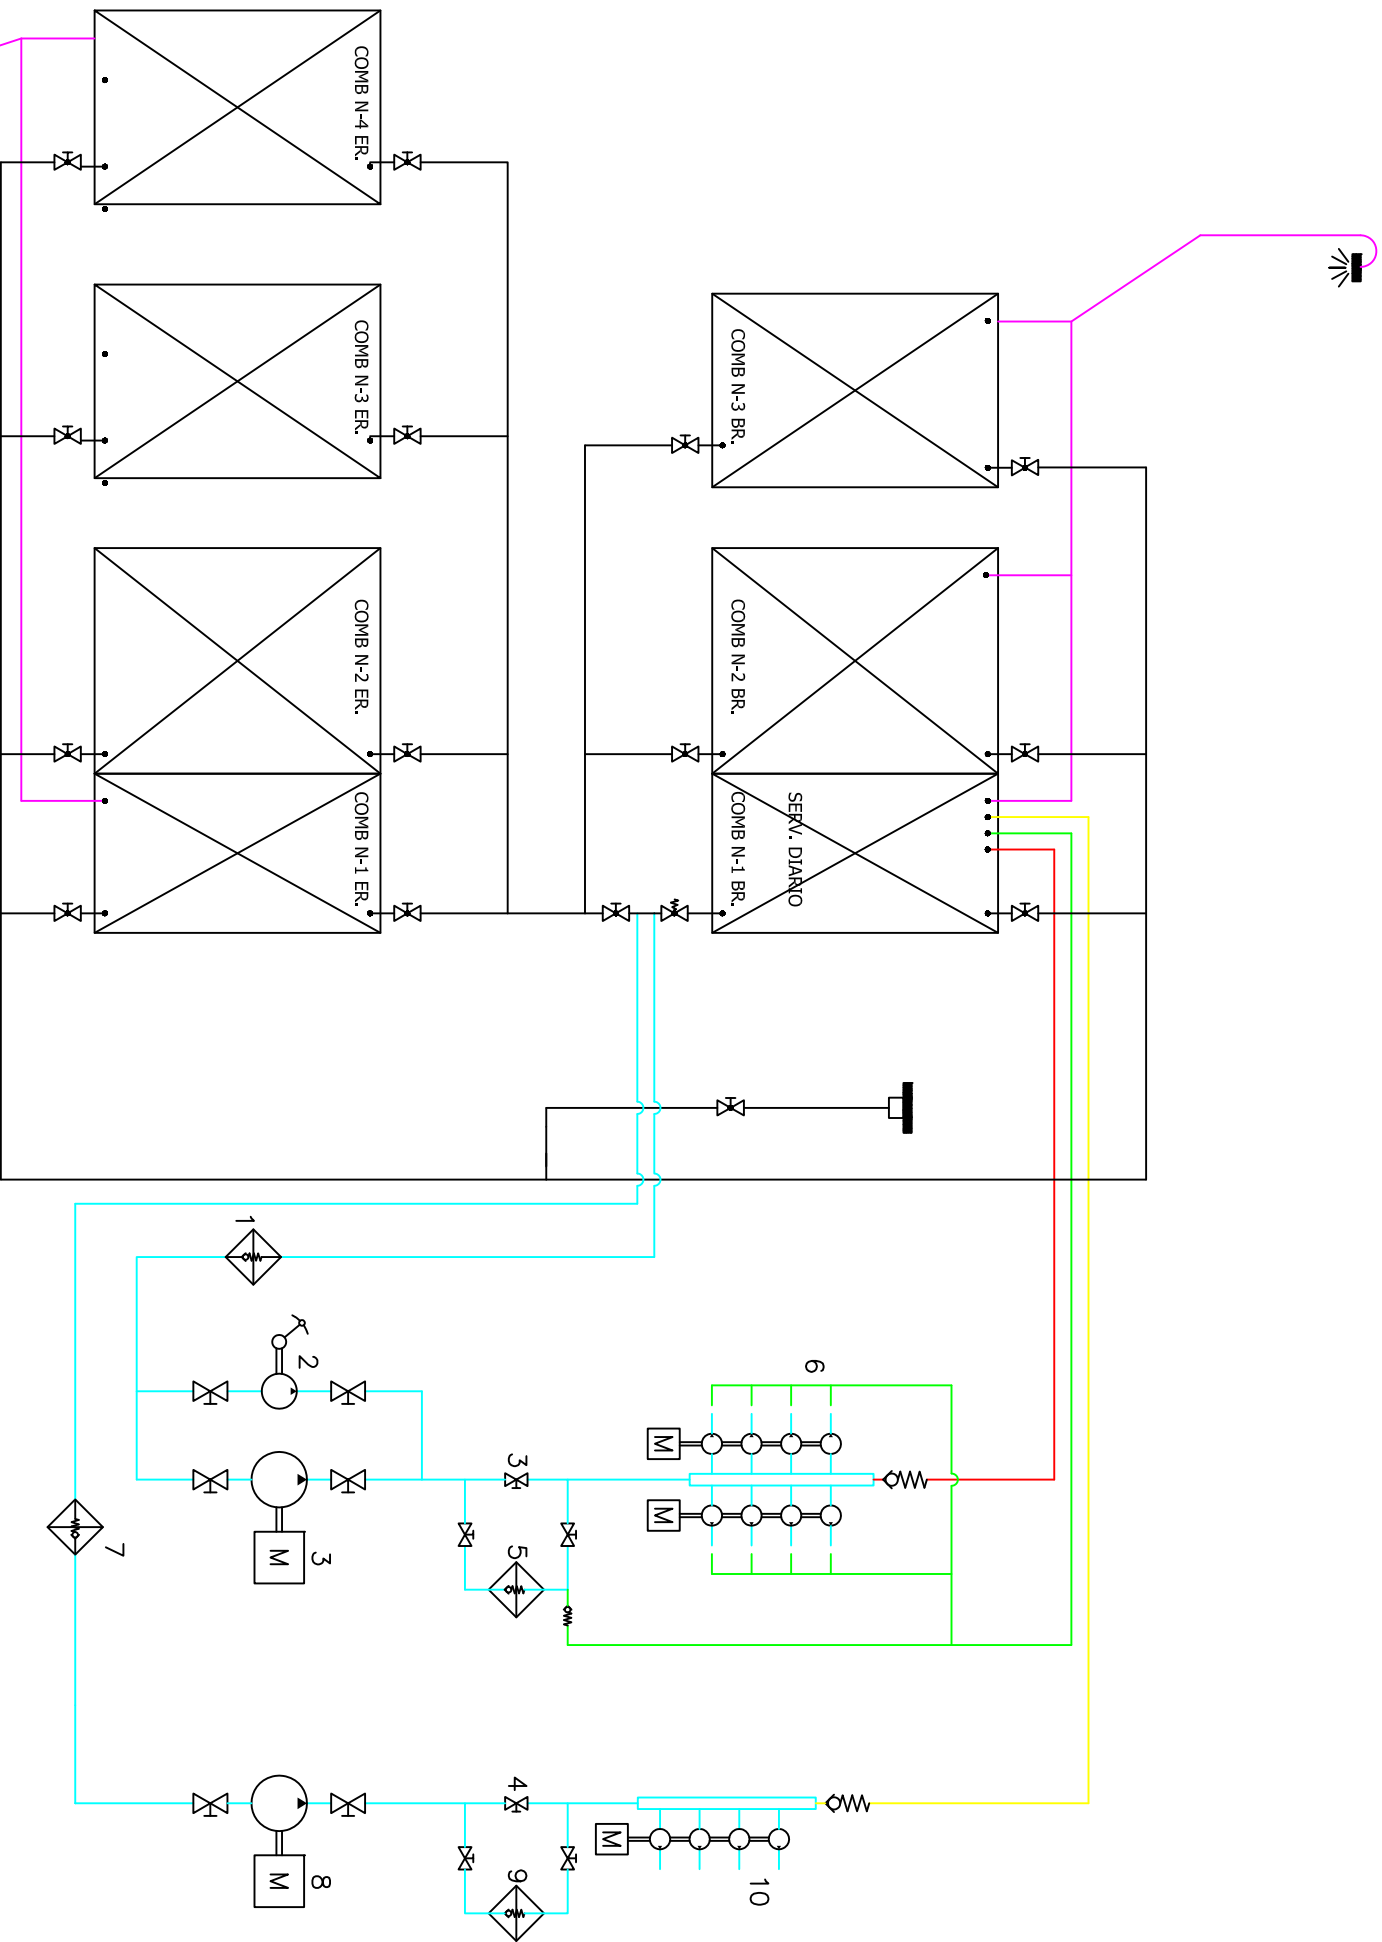 COMB N-4 ER.
COMB N-3 ER.
COMB N-2 ER.
COMB N-1 ER.
COMB N-3 BR.
COMB N-2 BR.
SERV. DIARIO
COMB N-1 BR.
1
2
3
M
3
5
6
M
M
7
8
M
4
9
M
10